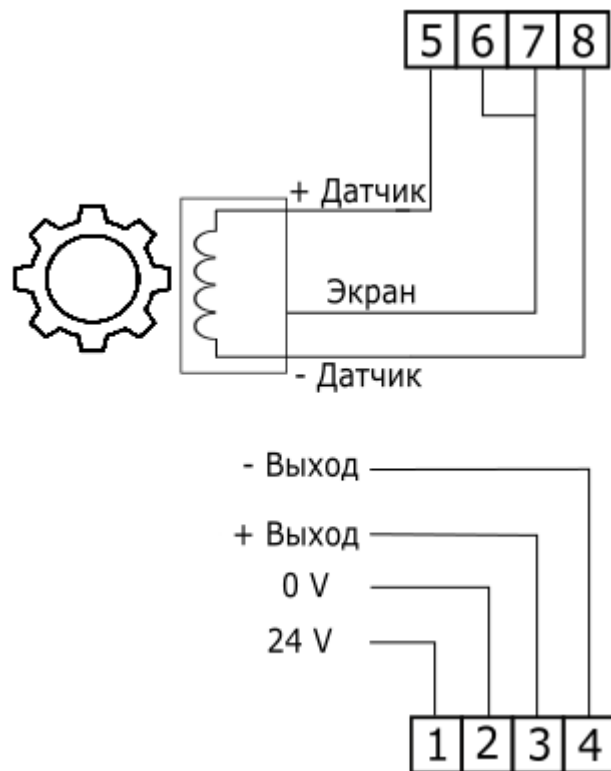 5 6 7 8
+ Датчик
Экран
- Датчик
- Выход
+ Выход
0 V
24 V
1 2 3 4